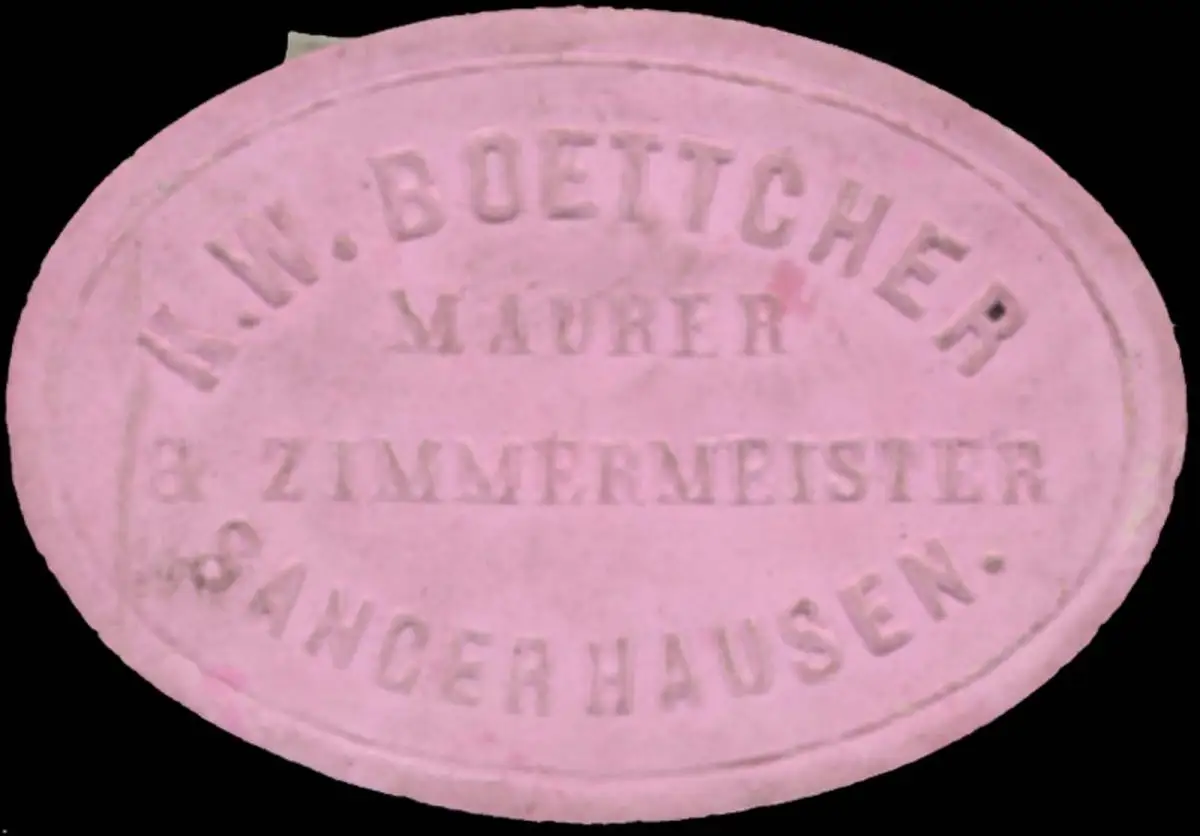 K.W. BOETTCHER
MAURER
& ZIMMERMEISTER
SANGERHAUSEN.